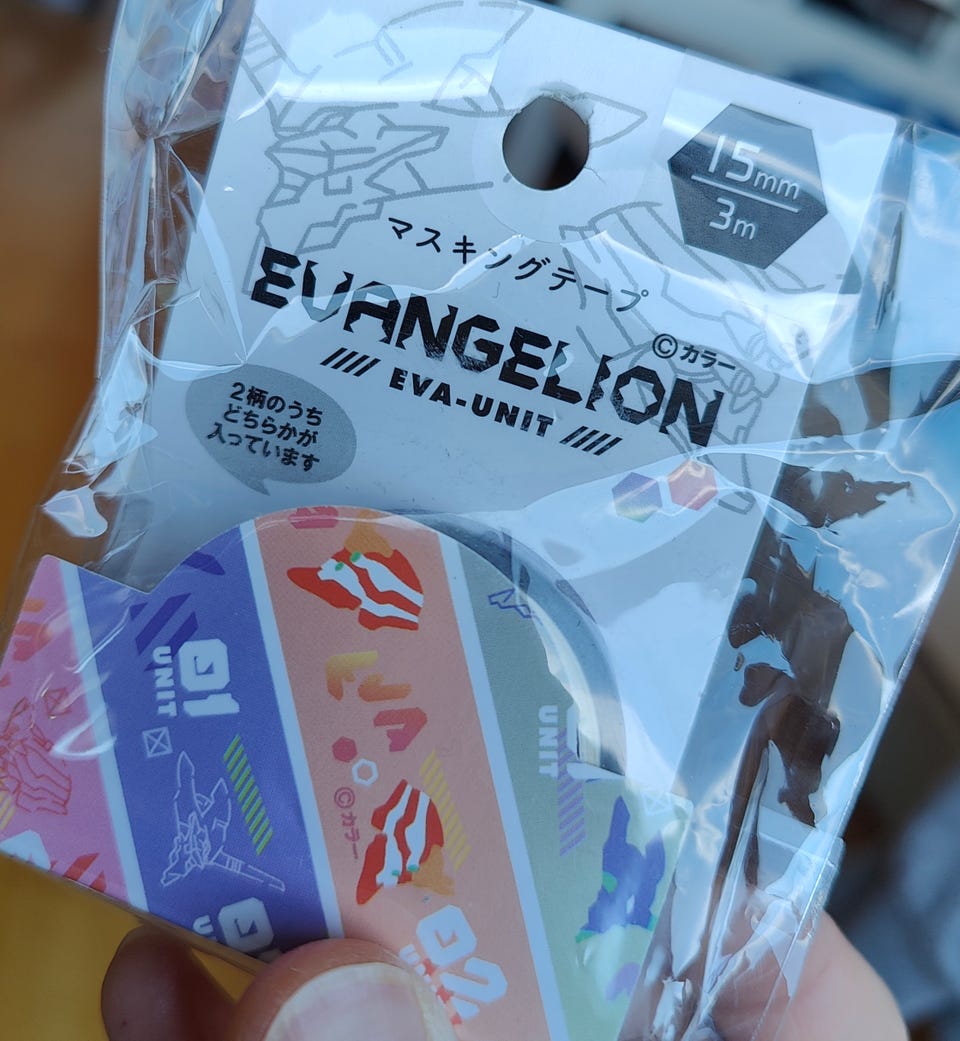 15mm
3m
マスキングテープ
EVANGELION
©カラー
//// EVA-UNIT ////
2柄のうち
どちらかが
入っています
01
UNIT
EVA
©カラー
UNIT
02